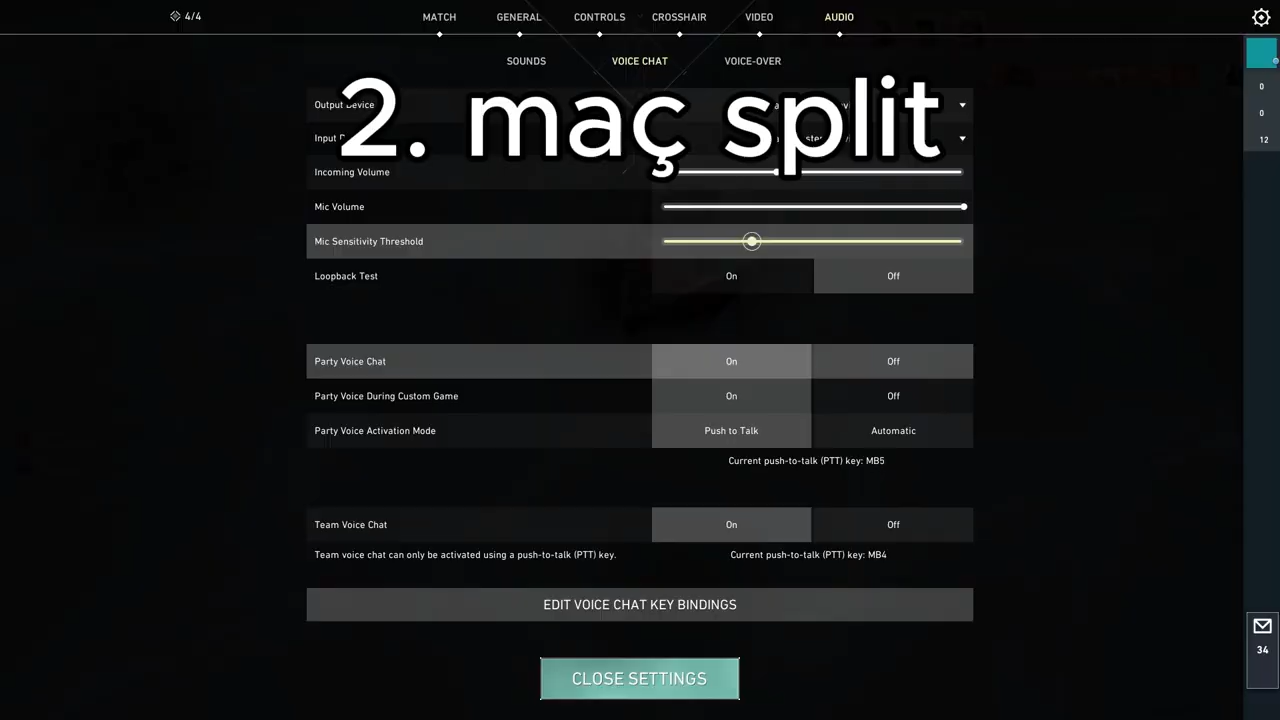 4/4
MATCH GENERAL CONTROLS CROSSHAIR VIDEO AUDIO
SOUNDS VOICE CHAT VOICE-OVER
2. maç split
Output Device
Incoming Volume
Mic Volume
Mic Sensitivity Threshold
Loopback Test On Off
Party Voice Chat On Off
Party Voice During Custom Game On Off
Party Voice Activation Mode Push to Talk Automatic
Current push-to-talk (PTT) key: MB5
Team Voice Chat On Off
Team voice chat can only be activated using a push-to-talk (PTT) key. Current push-to-talk (PTT) key: MB4
EDIT VOICE CHAT KEY BINDINGS
CLOSE SETTINGS
0
0
12
34